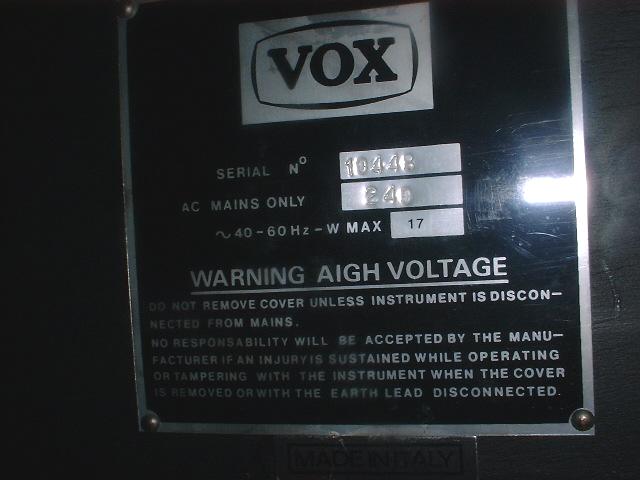 VOX
SERIAL Nº 10448
AC MAINS ONLY 240
~ 40-60Hz-W MAX 17
WARNING AIGH VOLTAGE
DO NOT REMOVE COVER UNLESS INSTRUMENT IS DISCON-
NECTED FROM MAINS.
NO RESPONSABILITY WILL BE ACCEPTED BY THE MANU-
FACTURER IF AN INJURY IS SUSTAINED WHILE OPERATING
OR TAMPERING WITH THE INSTRUMENT WHEN THE COVER
IS REMOVED OR WITH THE EARTH LEAD DISCONNECTED.
MADE IN ITALY